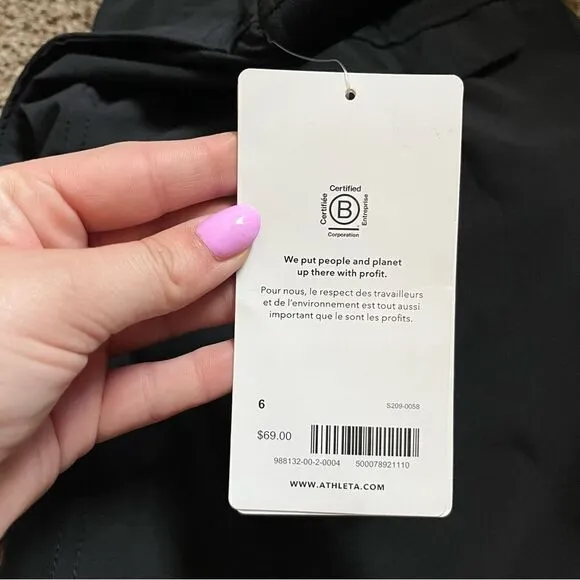 Certified
Certifiée
B
Entreprise
Corporation
We put people and planet
up there with profit.
Pour nous, le respect des travailleurs
et de l'environnement est tout aussi
important que le sont les profits.
6
S209-0058
$69.00
988132-00-2-0004 500078921110
WWW.ATHLETA.COM